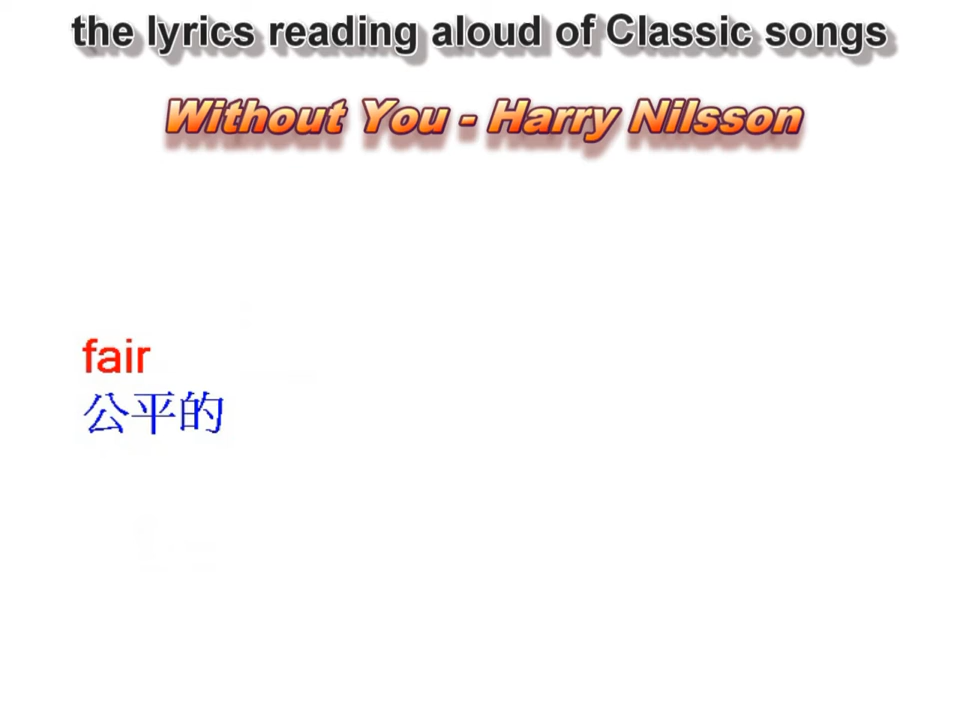 the lyrics reading aloud of Classic songs
Without You - Harry Nilsson
fair
公平的